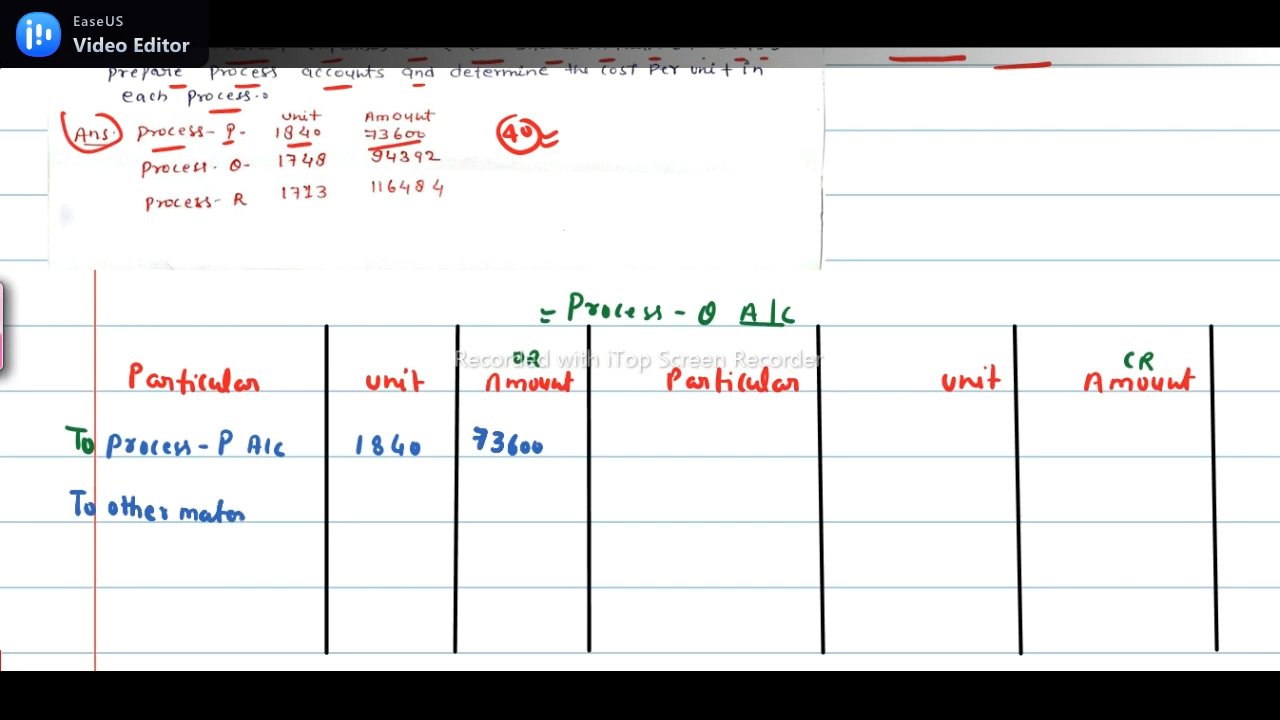 EaseUS
Video Editor
prepare process accounts and determine the cost per unit in
each process.
unit Amount
Ans. process- P- 1840 73600 40 =
process- Q- 1748 94392
process- R 1713 116484
= Process - Q A/C
Recorded with iTop Screen Recorder
DR CR
Particular unit Amount Particular unit Amount
To process - P A/c 1840 73600
To other mater